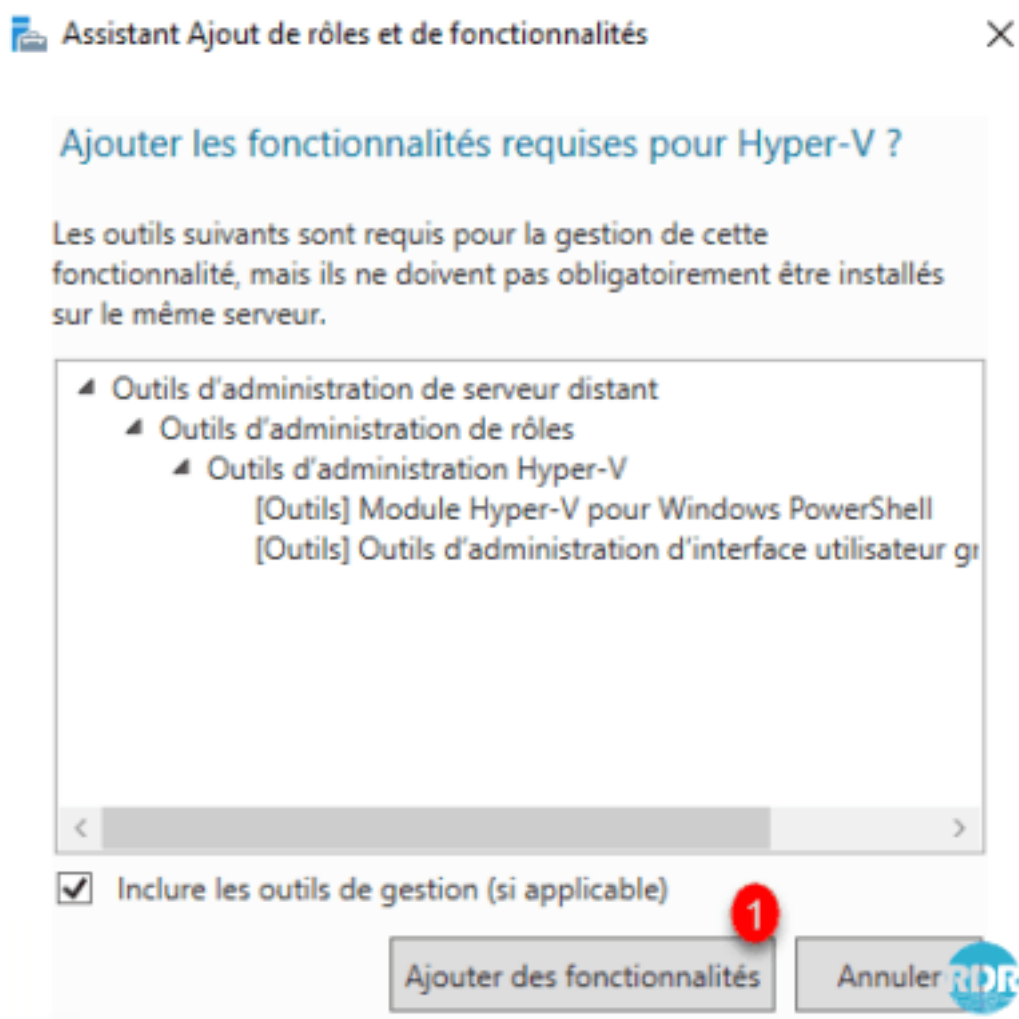 Assistant Ajout de rôles et de fonctionnalités
Ajouter les fonctionnalités requises pour Hyper-V ?
Les outils suivants sont requis pour la gestion de cette
fonctionnalité, mais ils ne doivent pas obligatoirement être installés
sur le même serveur.
Outils d'administration de serveur distant
Outils d'administration de rôles
Outils d'administration Hyper-V
[Outils] Module Hyper-V pour Windows PowerShell
[Outils] Outils d'administration d'interface utilisateur gr
Inclure les outils de gestion (si applicable)
1
Ajouter des fonctionnalités
Annuler
RDR